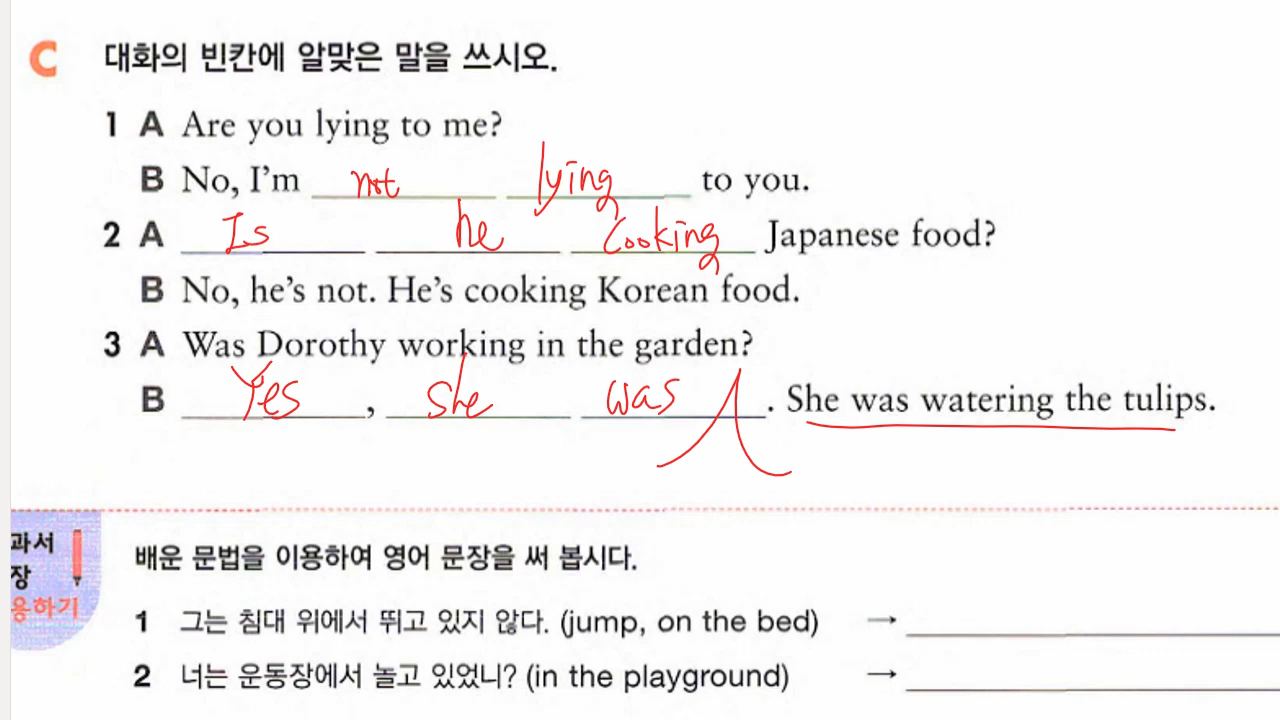 C 대화의 빈칸에 알맞은 말을 쓰시오.
1 A Are you lying to me?
B No, I'm not lying to you.
2 A Is he cooking Japanese food?
B No, he's not. He's cooking Korean food.
3 A Was Dorothy working in the garden?
B Yes, she was. She was watering the tulips.
과서
장
용하기
배운 문법을 이용하여 영어 문장을 써 봅시다.
1 그는 침대 위에서 뛰고 있지 않다. (jump, on the bed) →
2 너는 운동장에서 놀고 있었니? (in the playground) →